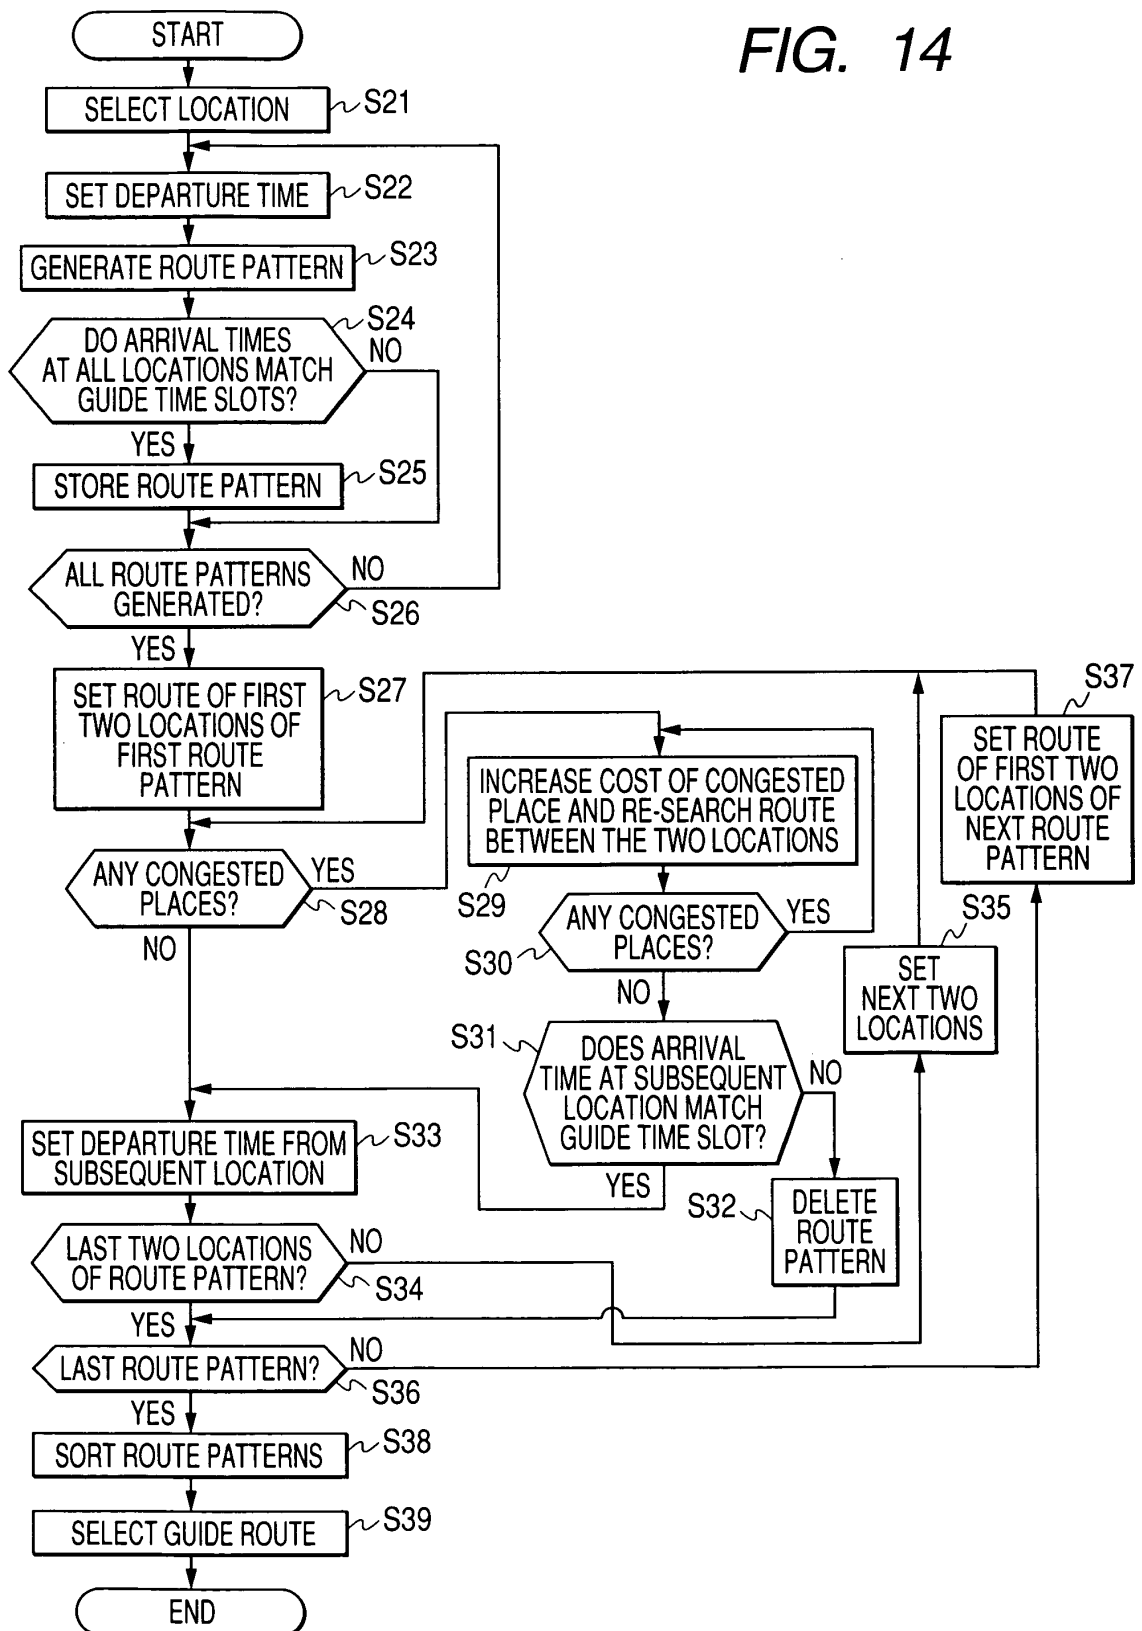 FIG. 14
START
SELECT LOCATION
S21
SET DEPARTURE TIME
S22
GENERATE ROUTE PATTERN
S23
DO ARRIVAL TIMES
AT ALL LOCATIONS MATCH
GUIDE TIME SLOTS?
S24
NO
YES
STORE ROUTE PATTERN
S25
ALL ROUTE PATTERNS
GENERATED?
NO
S26
YES
SET ROUTE OF FIRST
TWO LOCATIONS OF
FIRST ROUTE
PATTERN
S27
ANY CONGESTED
PLACES?
YES
S28
NO
INCREASE COST OF CONGESTED
PLACE AND RE-SEARCH ROUTE
BETWEEN THE TWO LOCATIONS
S29
ANY CONGESTED
PLACES?
YES
S30
NO
S31
DOES ARRIVAL
TIME AT SUBSEQUENT
LOCATION MATCH
GUIDE TIME SLOT?
NO
YES
S32
DELETE
ROUTE
PATTERN
SET DEPARTURE TIME FROM
SUBSEQUENT LOCATION
S33
LAST TWO LOCATIONS
OF ROUTE PATTERN?
NO
S34
YES
S35
SET
NEXT TWO
LOCATIONS
LAST ROUTE PATTERN?
NO
S36
YES
S37
SET ROUTE
OF FIRST TWO
LOCATIONS OF
NEXT ROUTE
PATTERN
SORT ROUTE PATTERNS
S38
SELECT GUIDE ROUTE
S39
END